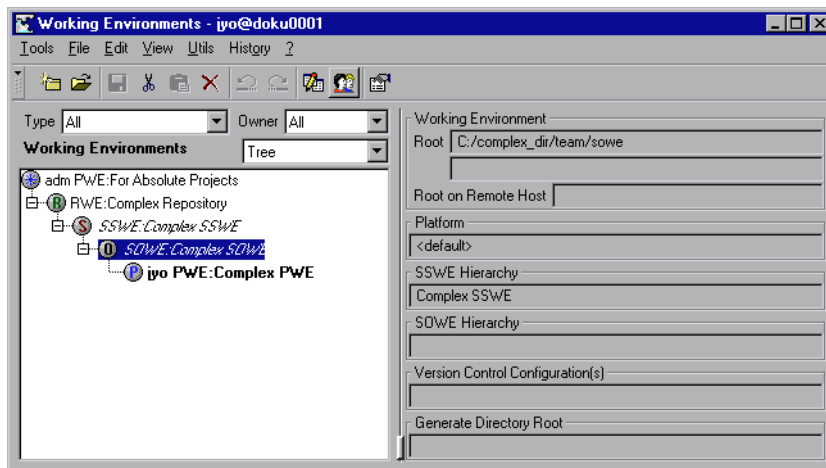 Working Environments - jyo@doku0001
Tools File Edit View Utils History ?
Type All Owner All
Working Environments Tree
adm PWE:For Absolute Projects
RWE:Complex Repository
SSWE:Complex SSWE
SOWE:Complex SOWE
jyo PWE:Complex PWE
Working Environment
Root C:/complex_dir/team/sowe
Root on Remote Host
Platform
<default>
SSWE Hierarchy
Complex SSWE
SOWE Hierarchy
Version Control Configuration(s)
Generate Directory Root